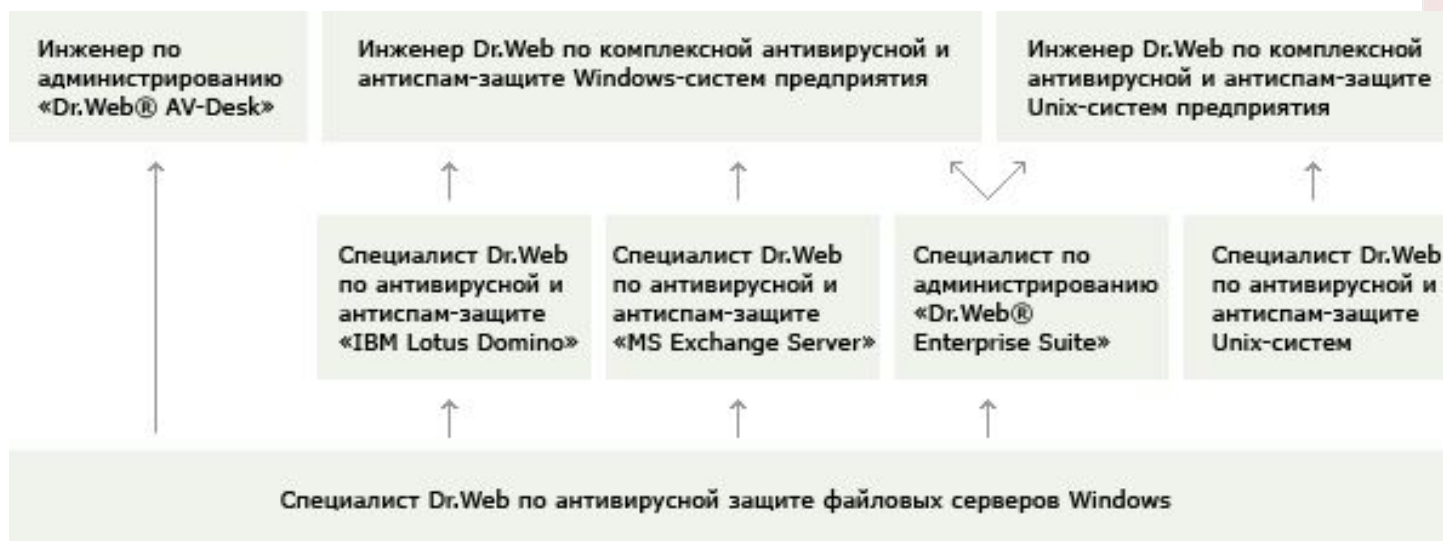 Инженер по
администрированию
«Dr.Web® AV-Desk»
Инженер Dr.Web по комплексной антивирусной и
антиспам-защите Windows-систем предприятия
Инженер Dr.Web по комплексной
антивирусной и антиспам-защите
Unix-систем предприятия
Специалист Dr.Web
по антивирусной и
антиспам-защите
«IBM Lotus Domino»
Специалист Dr.Web
по антивирусной и
антиспам-защите
«MS Exchange Server»
Специалист по
администрированию
«Dr.Web®
Enterprise Suite»
Специалист Dr.Web
по антивирусной и
антиспам-защите
Unix-систем
Специалист Dr.Web по антивирусной защите файловых серверов Windows